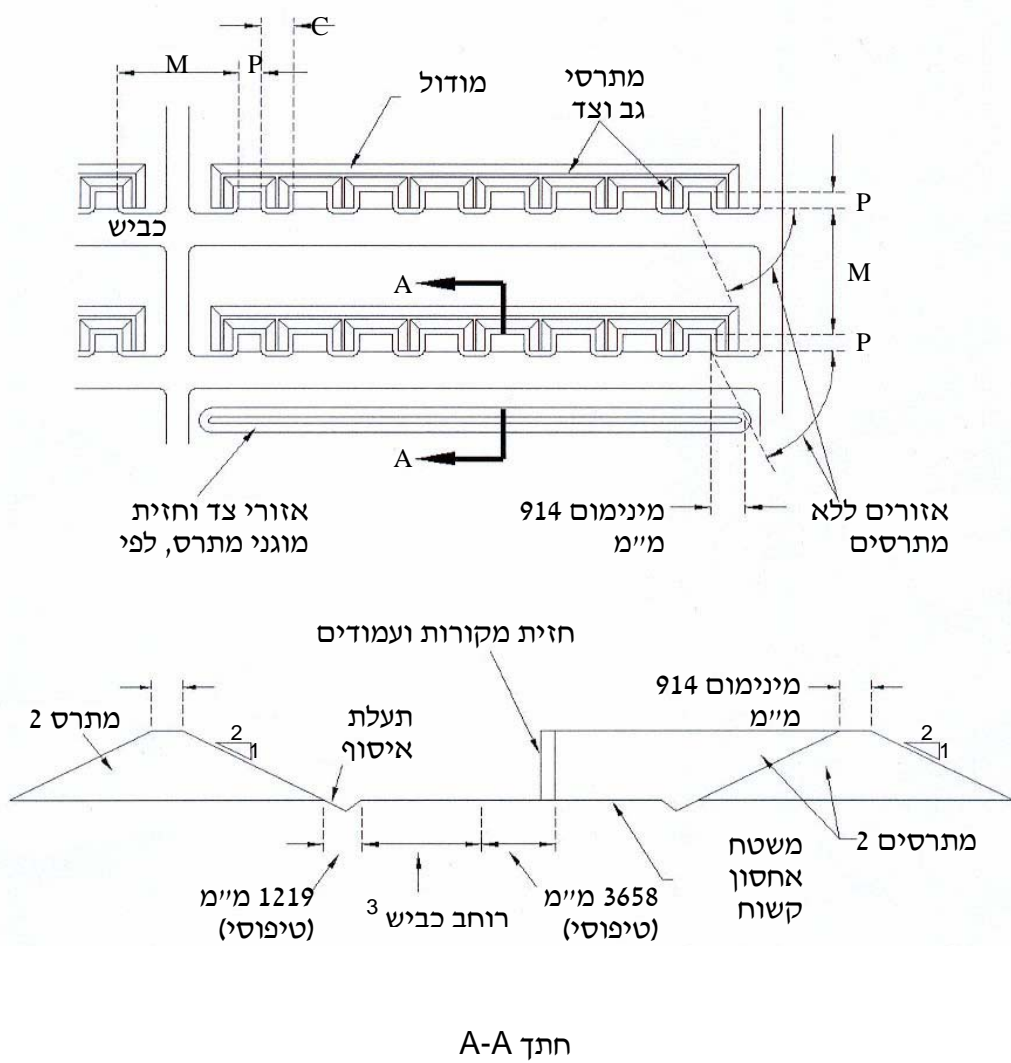 C
M
P
מודול
מתרסי
גב וצד
P
כביש
M
A
P
A
אזורי צד וחזית
מוגני מתרס, לפי
מינימום 914
מ״מ
אזורים ללא
מתרסים
חזית מקורות ועמודים
מינימום 914
מ״מ
מתרס 2
2
1
תעלת
איסוף
2
1
מתרסים 2
משטח
אחסון
קשוח
3658 מ״מ
(טיפוסי)
רוחב כביש 3
1219 מ״מ
(טיפוסי)
חתך A-A